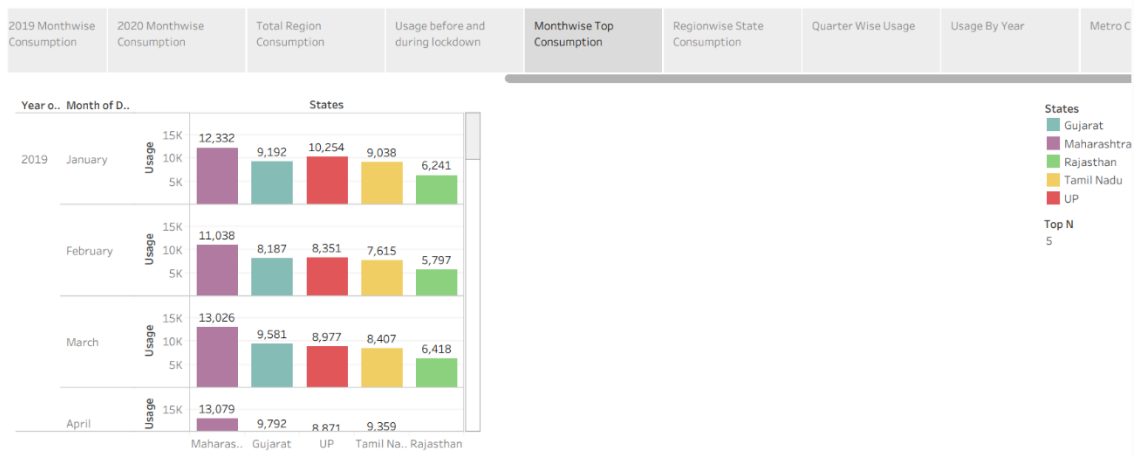 2019 Monthwise
Consumption
2020 Monthwise
Consumption
Total Region
Consumption
Usage before and
during lockdown
Monthwise Top
Consumption
Regionwise State
Consumption
Quarter Wise Usage
Usage By Year
Metro C
Year o.. Month of D..
States
2019
January
Usage
15K
10K
5K
12,332
9,192
10,254
9,038
6,241
February
Usage
15K
10K
5K
11,038
8,187
8,351
7,615
5,797
March
Usage
15K
10K
5K
13,026
9,581
8,977
8,407
6,418
April
Usage
15K
13,079
9,792
8,871
9,359
Maharas.. Gujarat UP Tamil Na.. Rajasthan
States
Gujarat
Maharashtra
Rajasthan
Tamil Nadu
UP
Top N
5